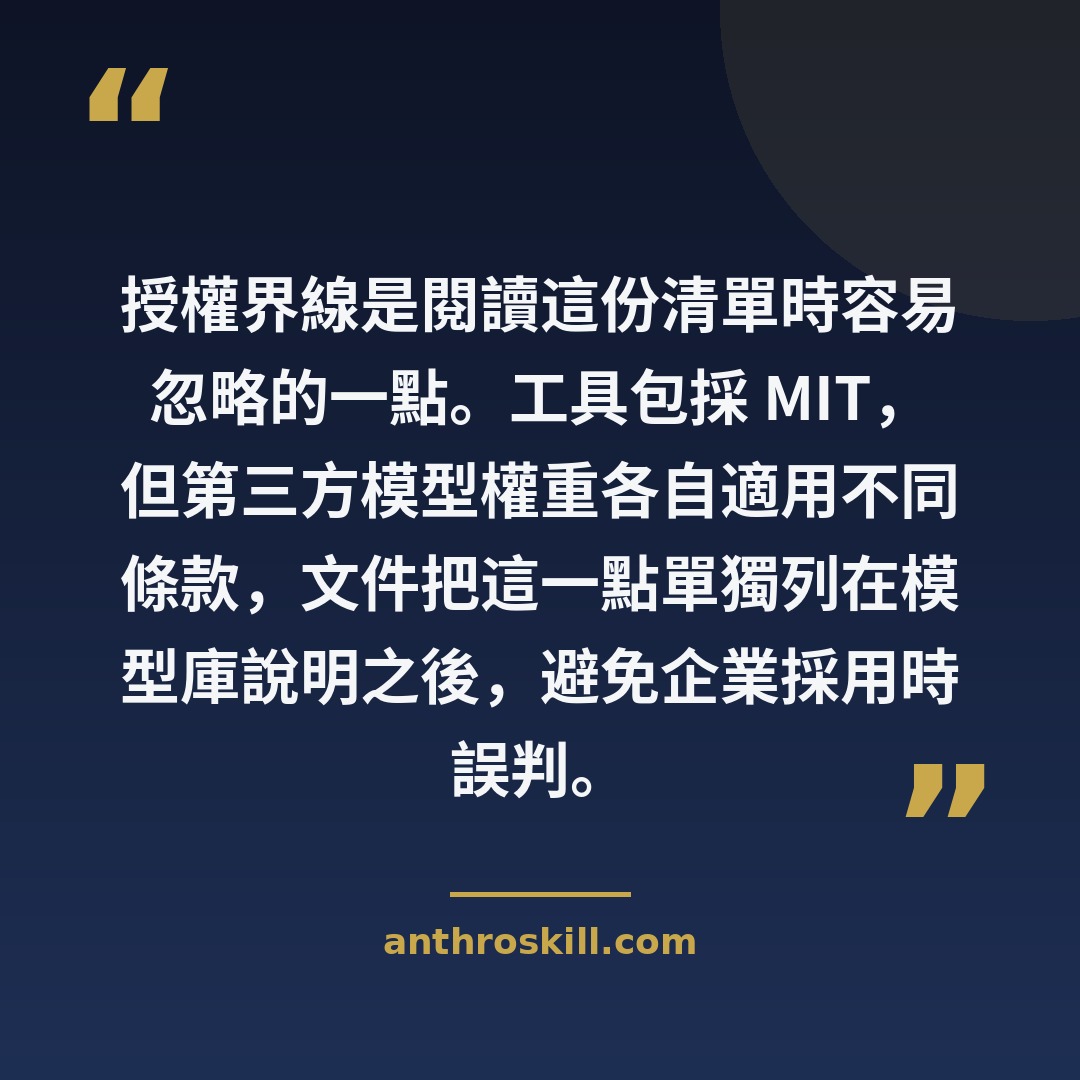 “
授權界線是閱讀這份清單時容易
忽略的一點。工具包採 MIT，
但第三方模型權重各自適用不同
條款，文件把這一點單獨列在模
型庫說明之後，避免企業採用時
誤判。
”
anthroskill.com